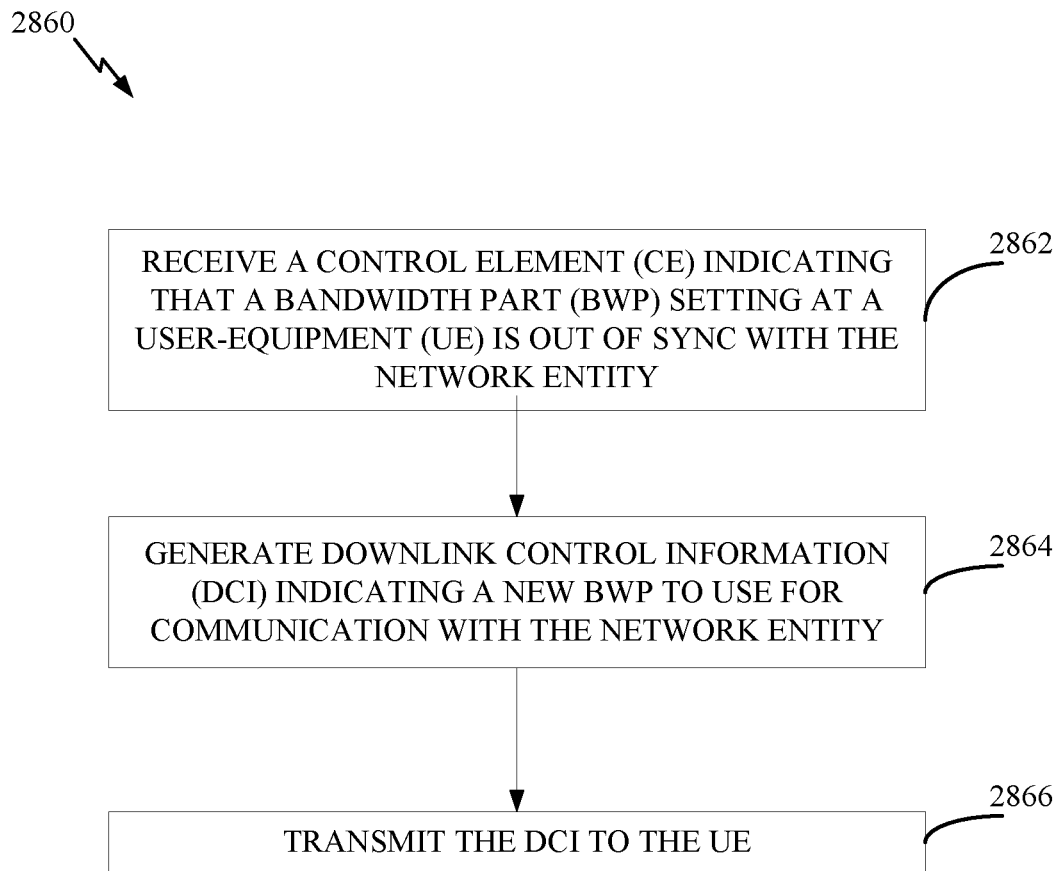 2860
RECEIVE A CONTROL ELEMENT (CE) INDICATING
THAT A BANDWIDTH PART (BWP) SETTING AT A
USER-EQUIPMENT (UE) IS OUT OF SYNC WITH THE
NETWORK ENTITY
2862
GENERATE DOWNLINK CONTROL INFORMATION
(DCI) INDICATING A NEW BWP TO USE FOR
COMMUNICATION WITH THE NETWORK ENTITY
2864
TRANSMIT THE DCI TO THE UE
2866